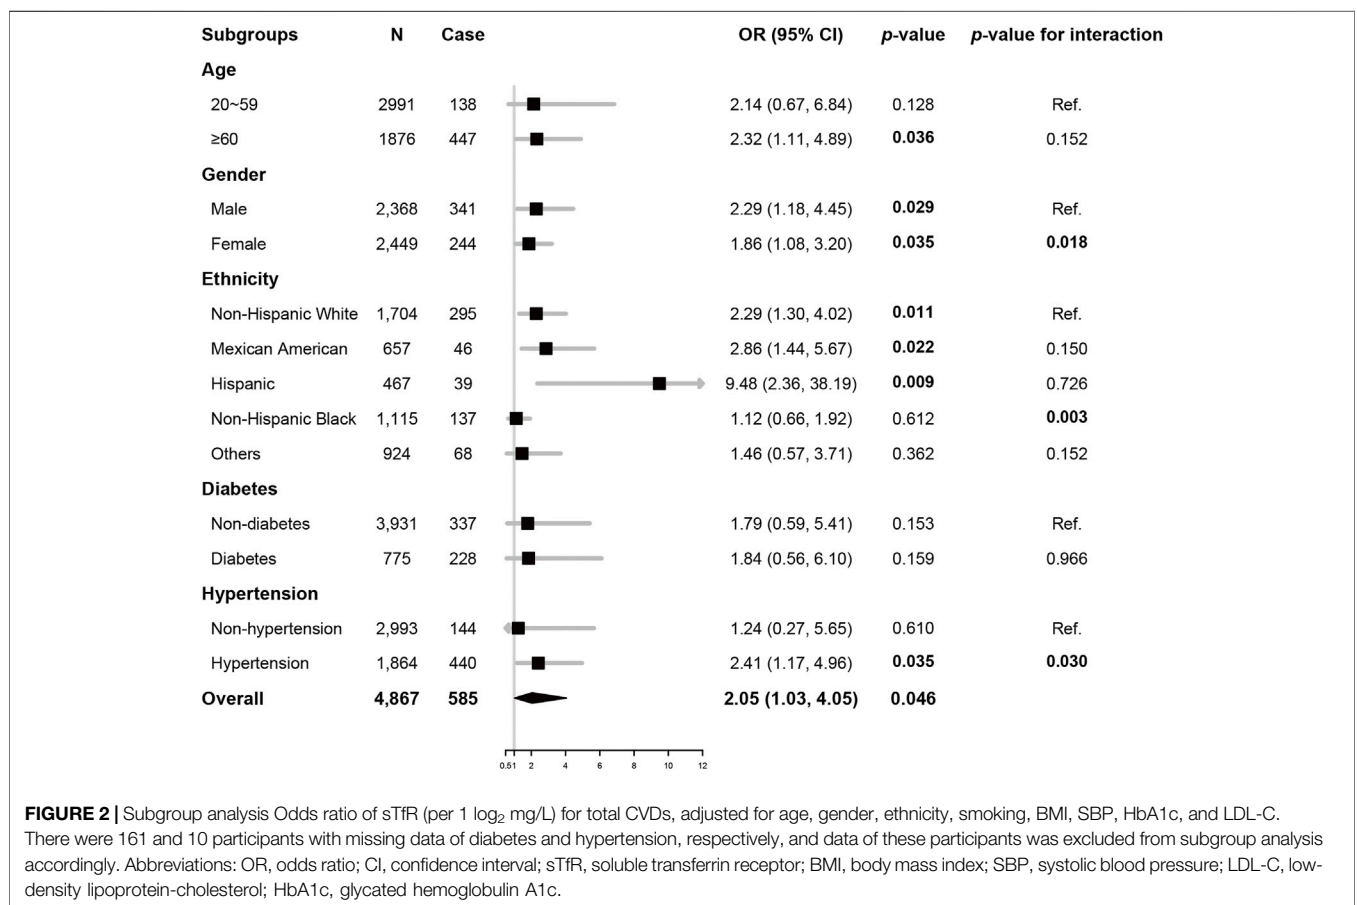 Subgroups N Case OR (95% CI) p-value p-value for interaction
Age
20~59 2991 138 2.14 (0.67, 6.84) 0.128 Ref.
≥60 1876 447 2.32 (1.11, 4.89) 0.036 0.152
Gender
Male 2,368 341 2.29 (1.18, 4.45) 0.029 Ref.
Female 2,449 244 1.86 (1.08, 3.20) 0.035 0.018
Ethnicity
Non-Hispanic White 1,704 295 2.29 (1.30, 4.02) 0.011 Ref.
Mexican American 657 46 2.86 (1.44, 5.67) 0.022 0.150
Hispanic 467 39 9.48 (2.36, 38.19) 0.009 0.726
Non-Hispanic Black 1,115 137 1.12 (0.66, 1.92) 0.612 0.003
Others 924 68 1.46 (0.57, 3.71) 0.362 0.152
Diabetes
Non-diabetes 3,931 337 1.79 (0.59, 5.41) 0.153 Ref.
Diabetes 775 228 1.84 (0.56, 6.10) 0.159 0.966
Hypertension
Non-hypertension 2,993 144 1.24 (0.27, 5.65) 0.610 Ref.
Hypertension 1,864 440 2.41 (1.17, 4.96) 0.035 0.030
Overall 4,867 585 2.05 (1.03, 4.05) 0.046
0.51 2 4 6 8 10 12
FIGURE 2 | Subgroup analysis Odds ratio of sTfR (per 1 log₂ mg/L) for total CVDs, adjusted for age, gender, ethnicity, smoking, BMI, SBP, HbA1c, and LDL-C.
There were 161 and 10 participants with missing data of diabetes and hypertension, respectively, and data of these participants was excluded from subgroup analysis
accordingly. Abbreviations: OR, odds ratio; CI, confidence interval; sTfR, soluble transferrin receptor; BMI, body mass index; SBP, systolic blood pressure; LDL-C, low-
density lipoprotein-cholesterol; HbA1c, glycated hemoglobulin A1c.